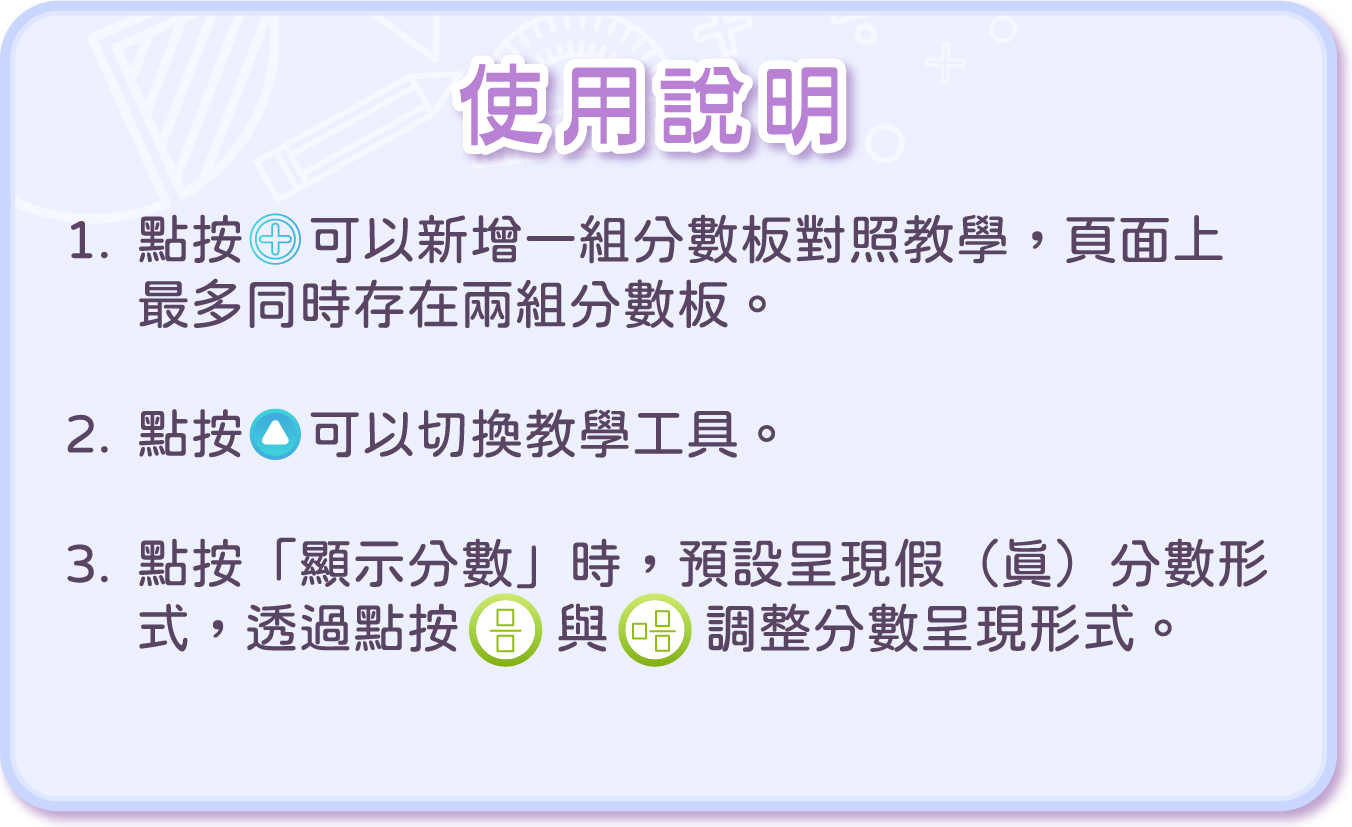 使用說明
1. 點按 可以新增一組分數板對照教學，頁面上
最多同時存在兩組分數板。
2. 點按 可以切換教學工具。
3. 點按「顯示分數」時，預設呈現假（真）分數形
式，透過點按 與 調整分數呈現形式。